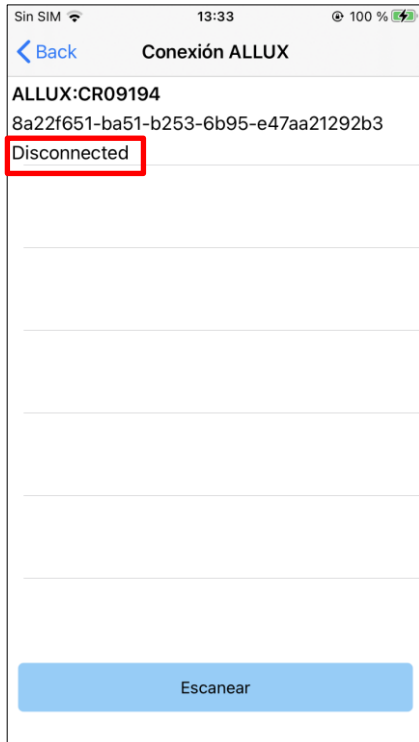 Sin SIM 13:33 100 %
Back Conexión ALLUX
ALLUX:CR09194
8a22f651-ba51-b253-6b95-e47aa21292b3
Disconnected
Escanear